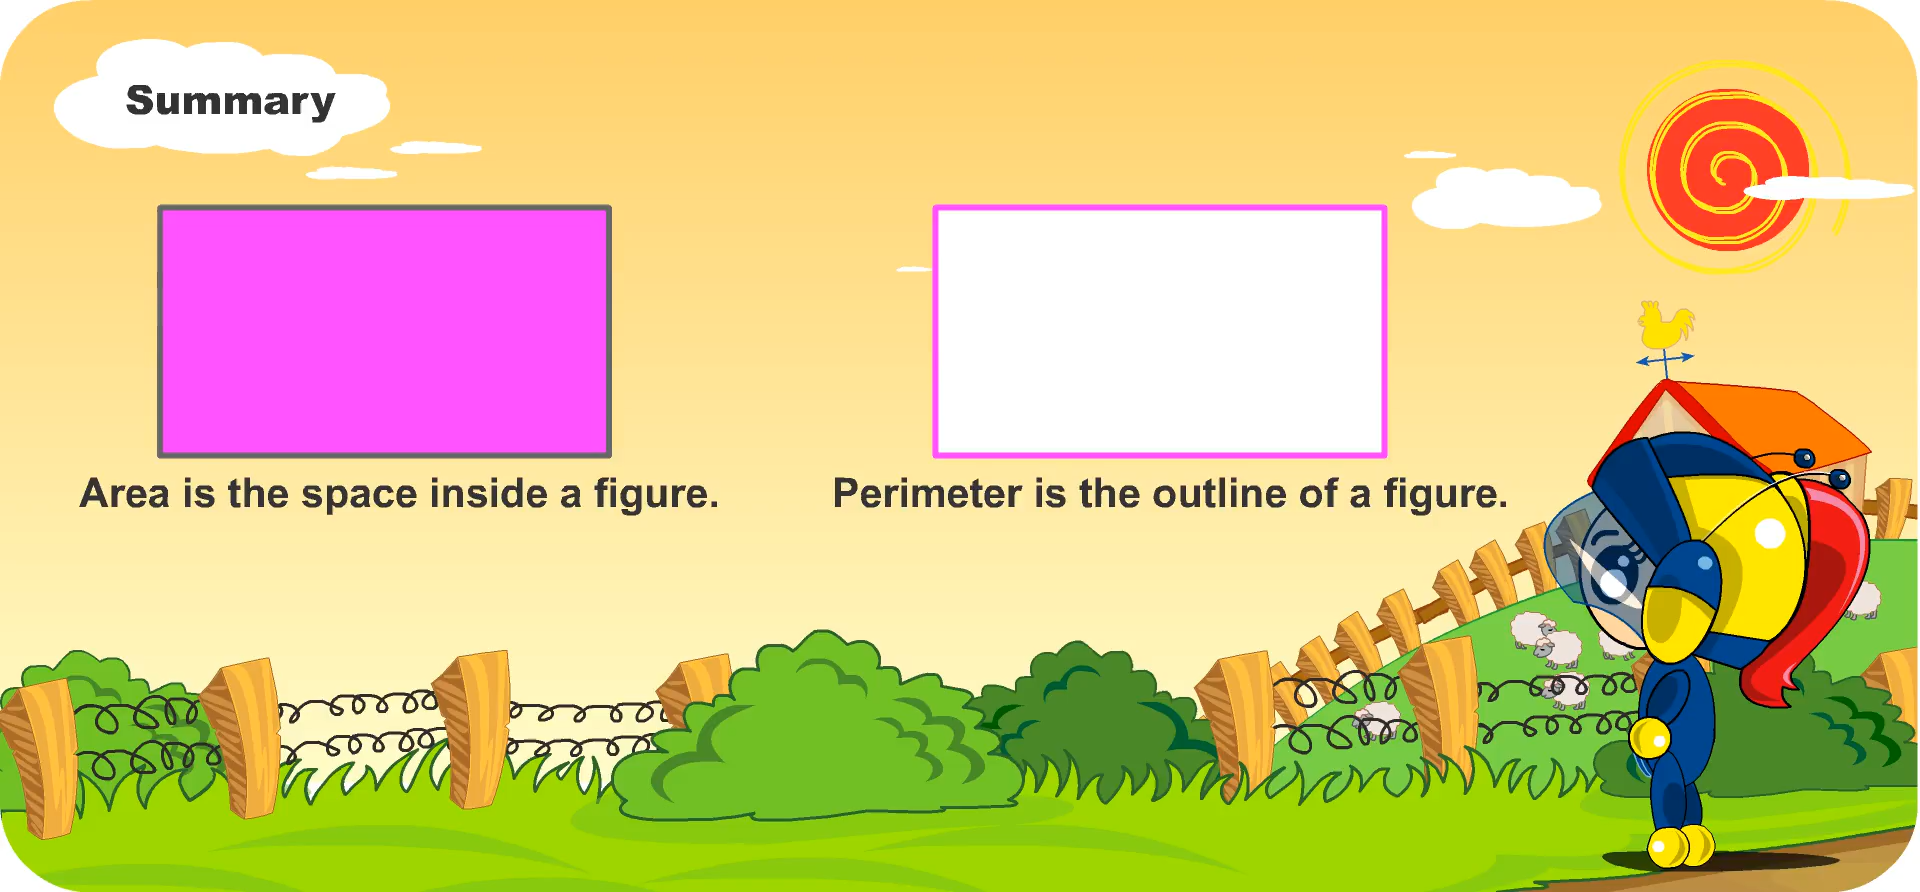 Summary
Area is the space inside a figure.
Perimeter is the outline of a figure.